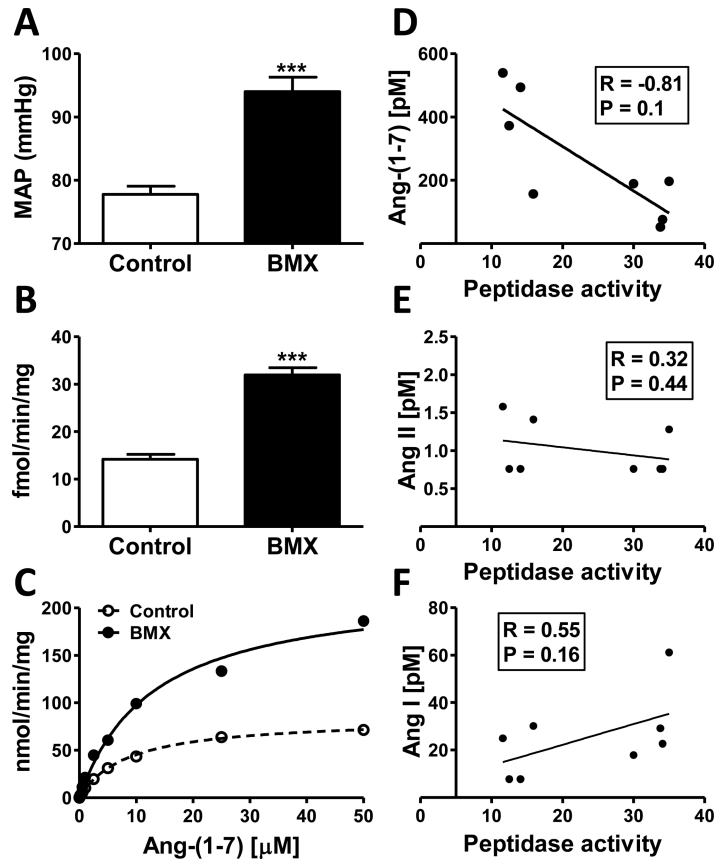 A
MAP (mmHg)
100
90
80
70
***
Control
BMX
B
fmol/min/mg
40
30
20
10
0
***
Control
BMX
C
nmol/min/mg
200
150
100
50
0
Control
BMX
0
10
20
30
40
50
Ang-(1-7) [μM]
D
Ang-(1-7) [pM]
600
400
200
R = -0.81
P = 0.1
0
10
20
30
40
Peptidase activity
E
Ang II [pM]
2.5
2.0
1.5
1.0
0.5
R = 0.32
P = 0.44
0
10
20
30
40
Peptidase activity
F
Ang I [pM]
80
60
40
20
R = 0.55
P = 0.16
0
10
20
30
40
Peptidase activity